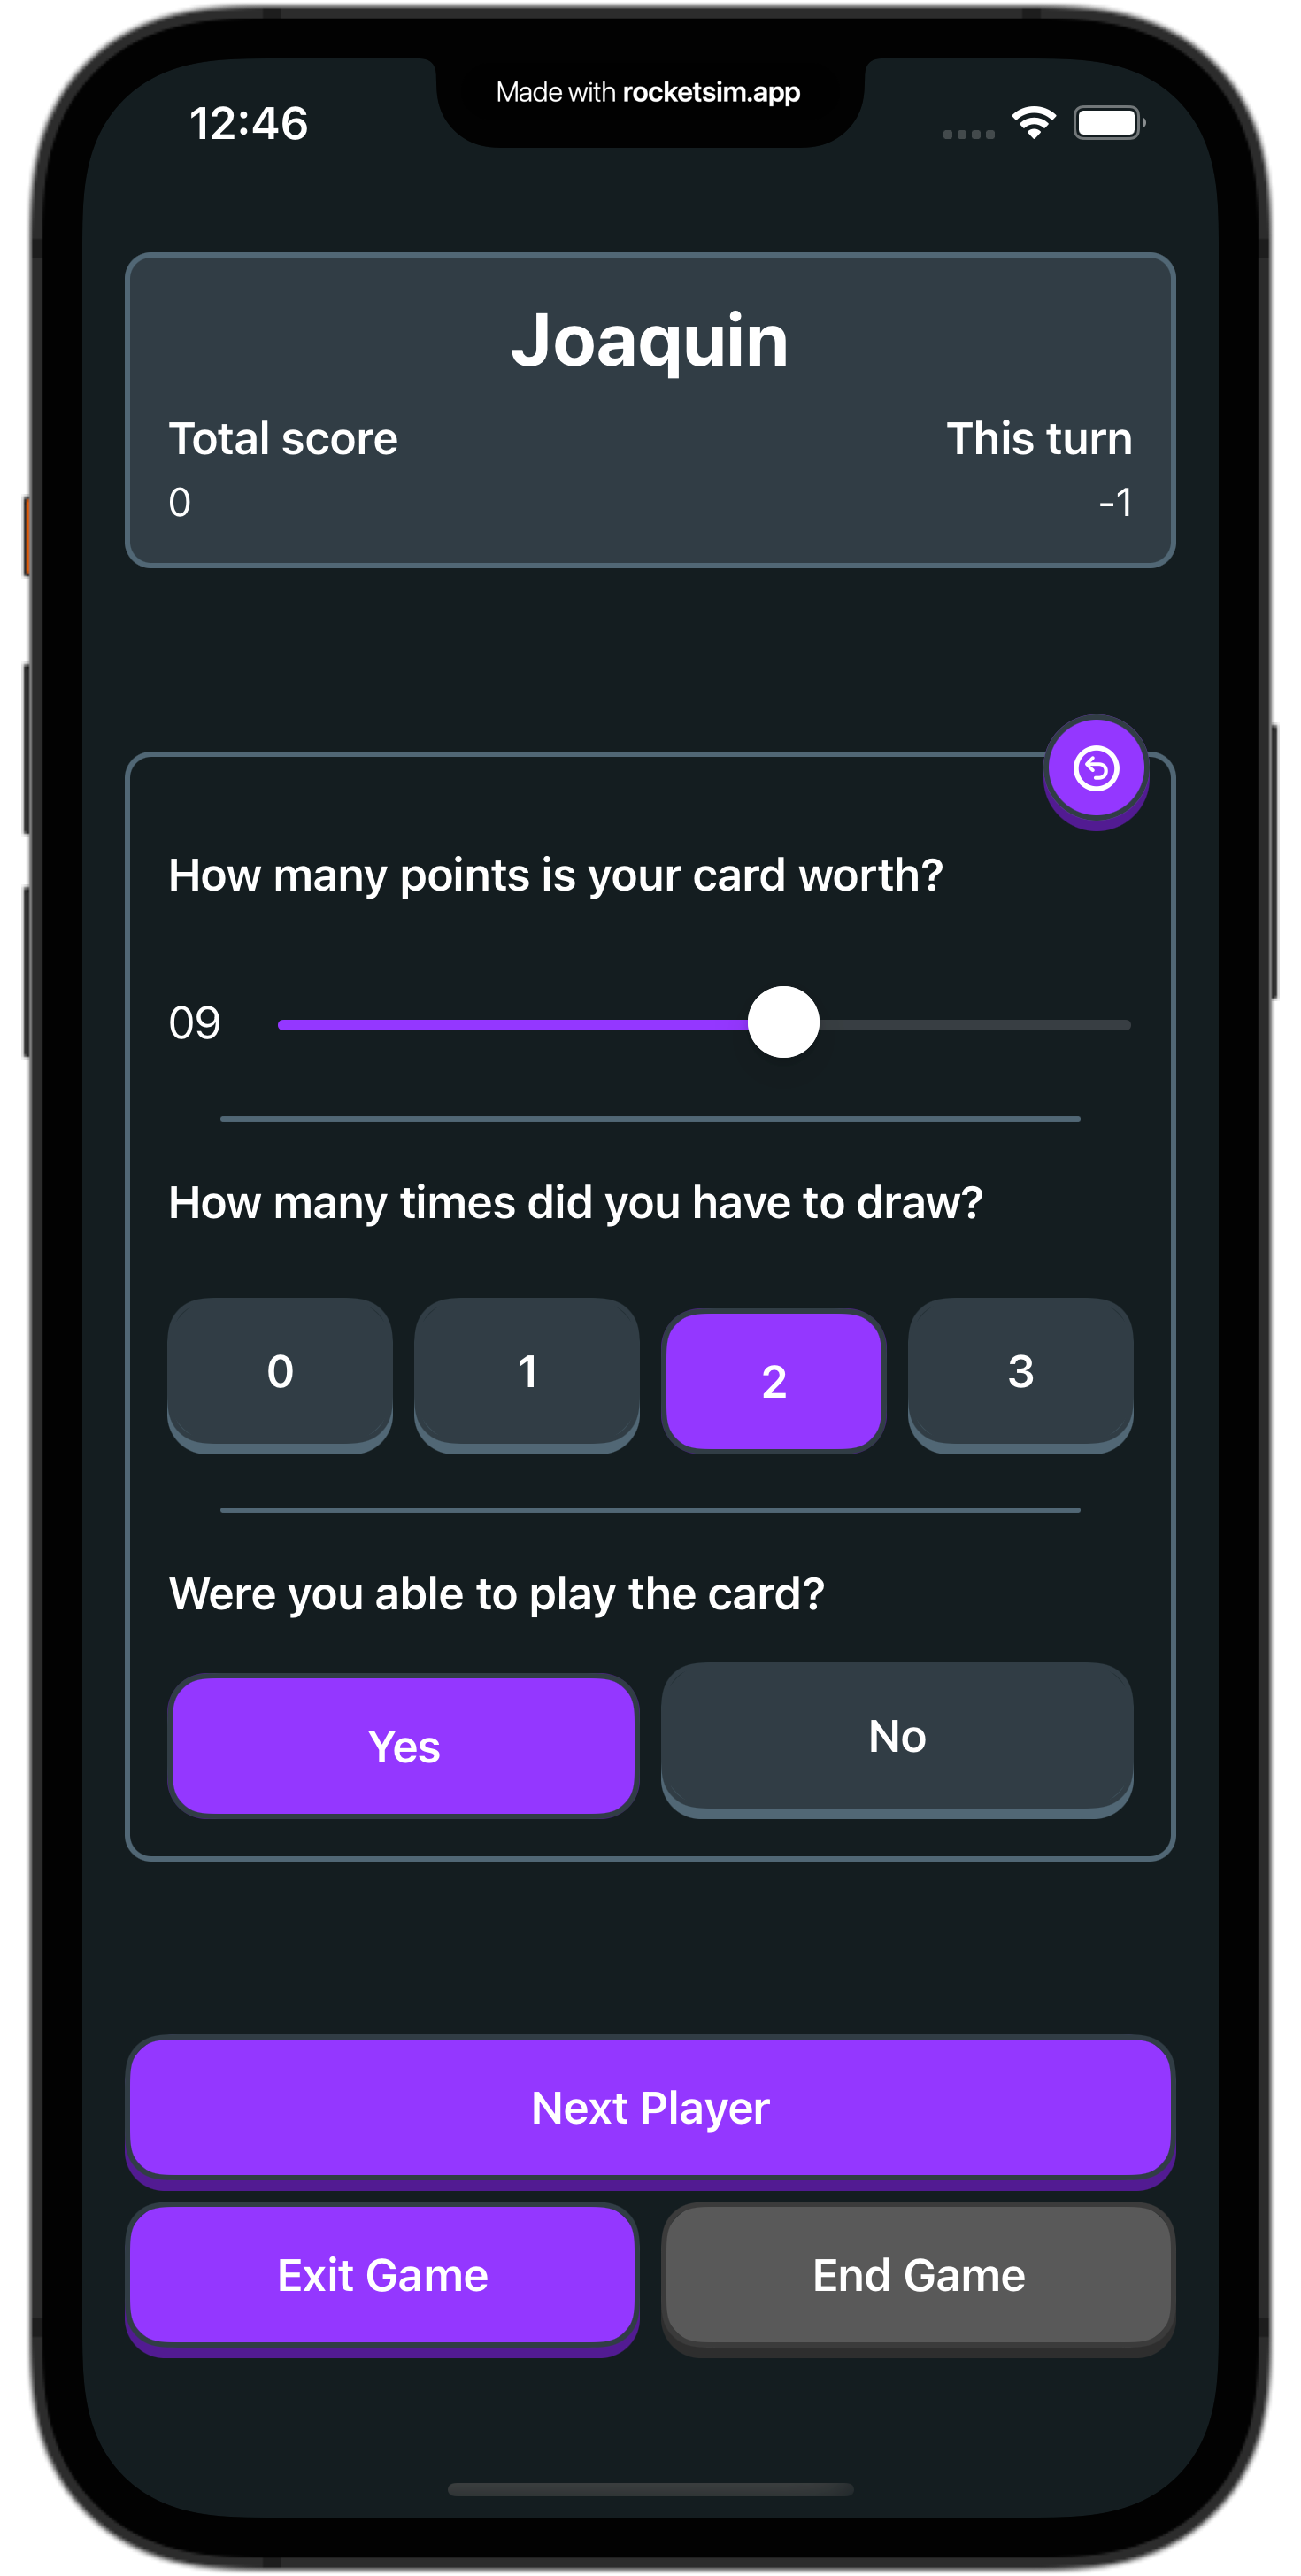 Made with rocketsim.app
12:46
Joaquin
Total score This turn
0 -1
How many points is your card worth?
09
How many times did you have to draw?
0 1 2 3
Were you able to play the card?
Yes No
Next Player
Exit Game End Game